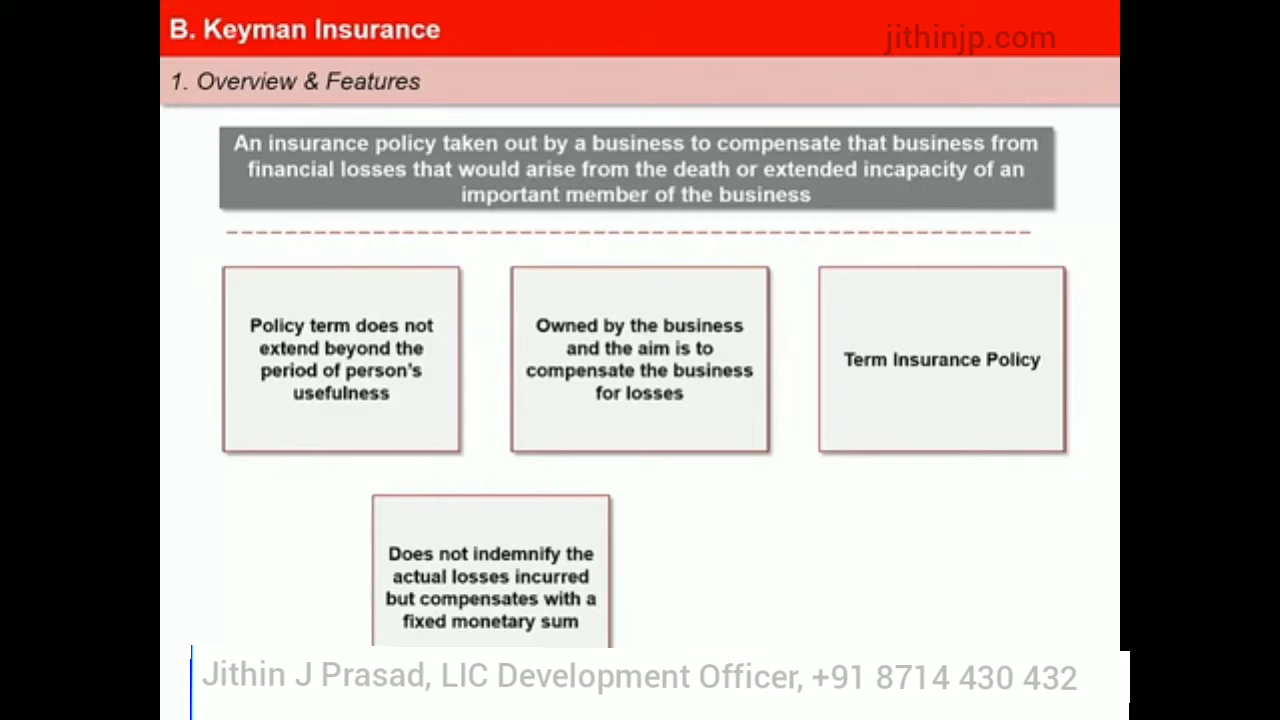 B. Keyman Insurance
jithinjp.com
1. Overview & Features
An insurance policy taken out by a business to compensate that business from
financial losses that would arise from the death or extended incapacity of an
important member of the business
Policy term does not
extend beyond the
period of person's
usefulness
Owned by the business
and the aim is to
compensate the business
for losses
Term Insurance Policy
Does not indemnify the
actual losses incurred
but compensates with a
fixed monetary sum
Jithin J Prasad, LIC Development Officer, +91 8714 430 432